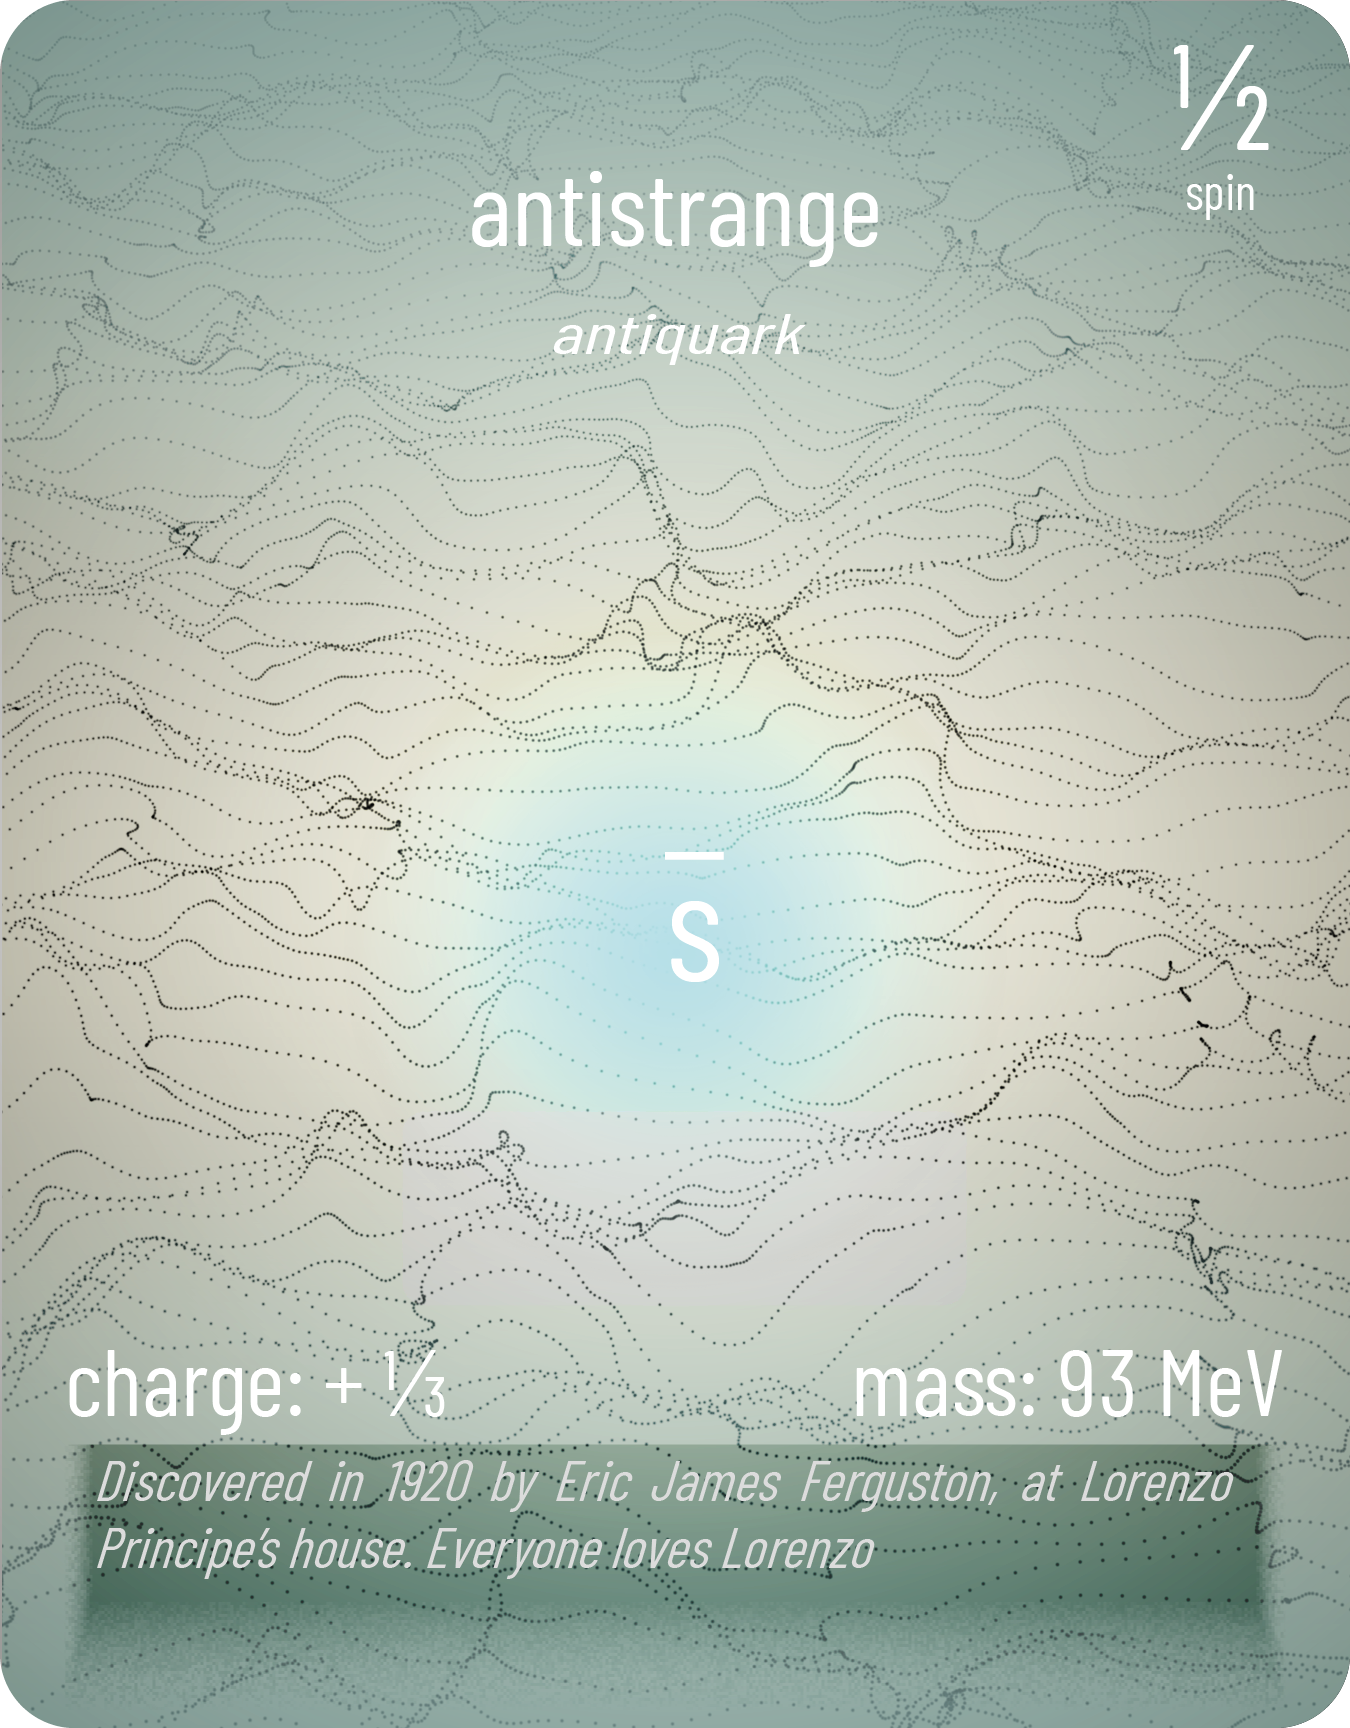 ½
spin
antistrange
antiquark
s̅
charge: + ⅓
mass: 93 MeV
Discovered in 1920 by Eric James Ferguston, at Lorenzo
Principe's house. Everyone loves Lorenzo